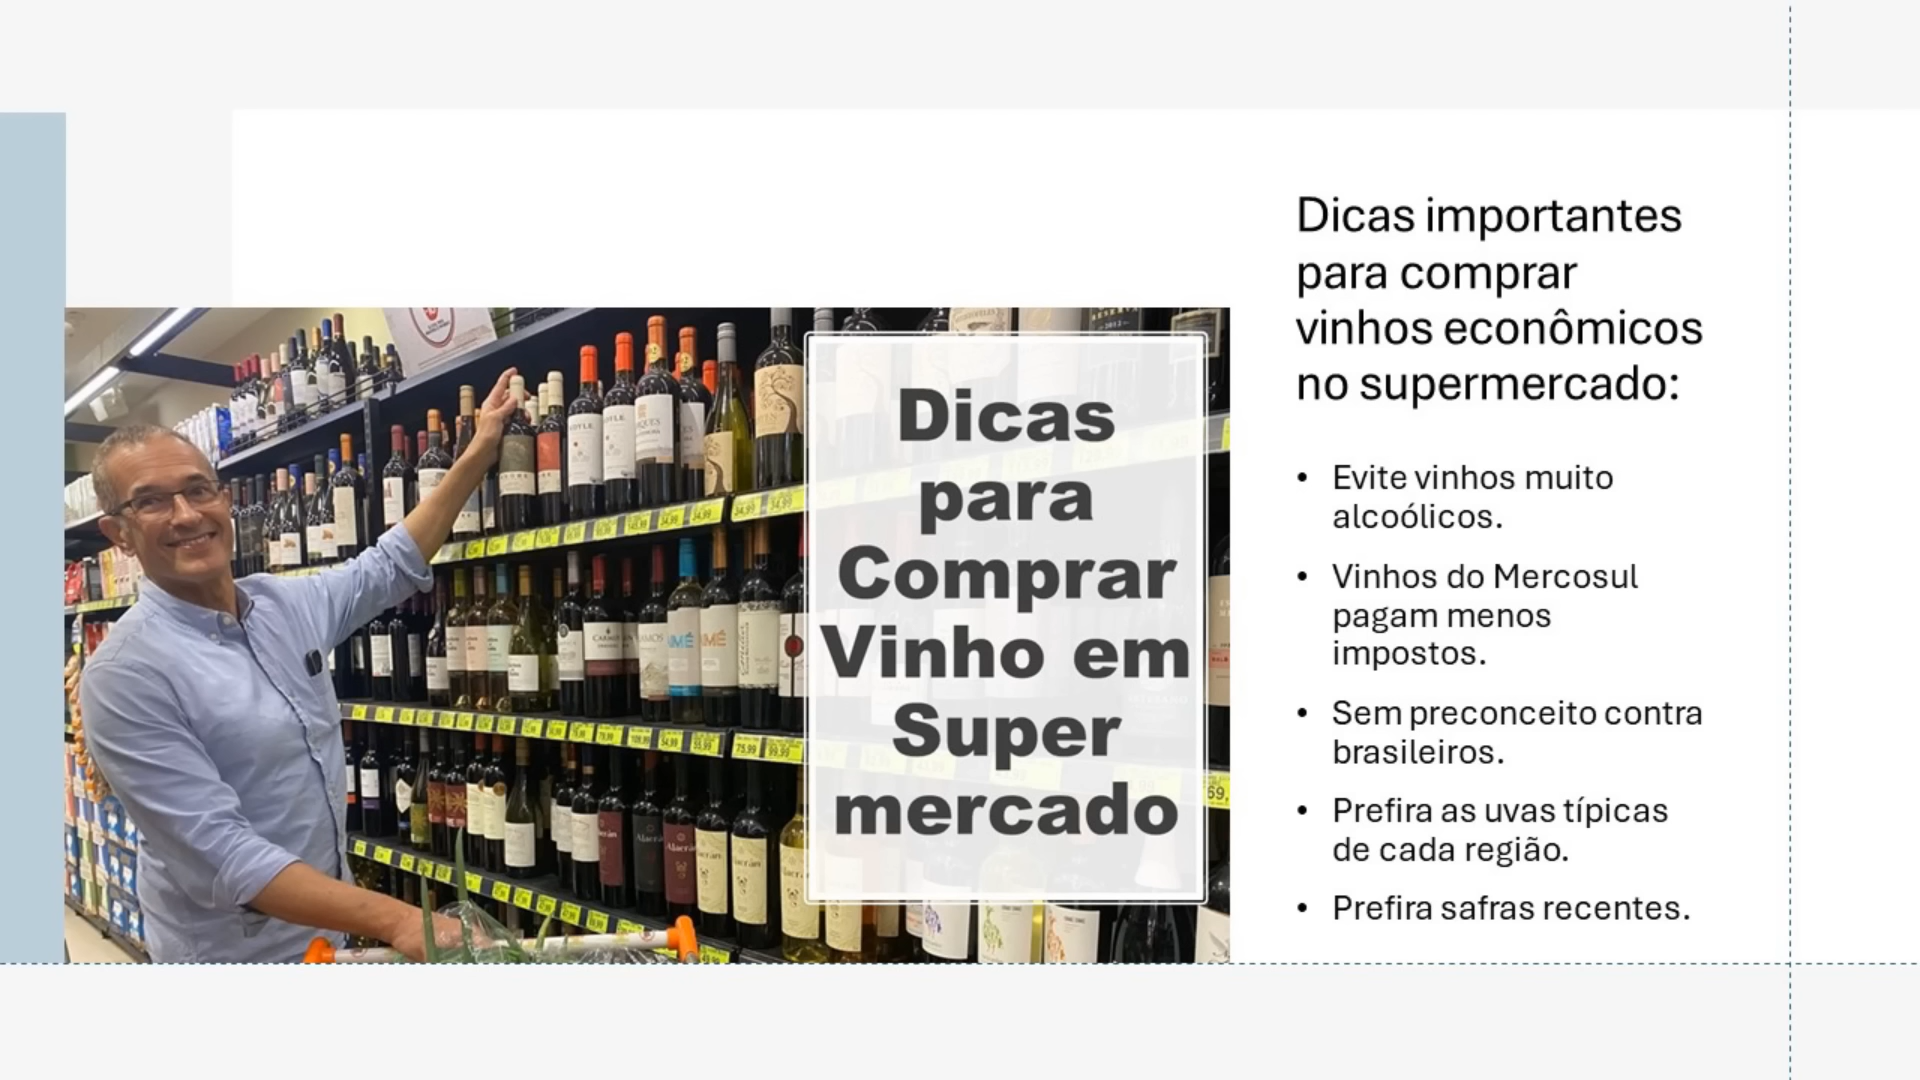 Dicas importantes
para comprar
vinhos econômicos
no supermercado:
• Evite vinhos muito
alcoólicos.
• Vinhos do Mercosul
pagam menos
impostos.
• Sem preconceito contra
brasileiros.
• Prefira as uvas típicas
de cada região.
• Prefira safras recentes.
Dicas
para
Comprar
Vinho em
Super
mercado